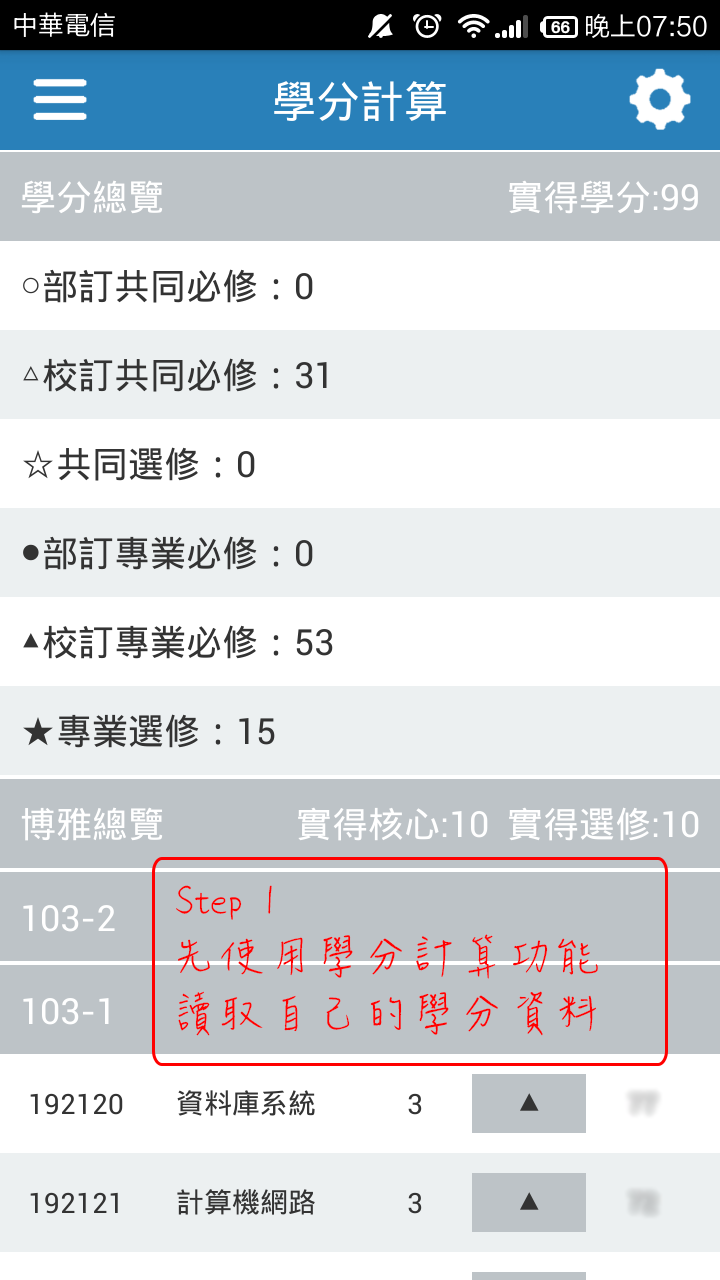 中華電信 66 晚上07:50
學分計算
學分總覽 實得學分:99
○部訂共同必修：0
△校訂共同必修：31
☆共同選修：0
●部訂專業必修：0
▲校訂專業必修：53
★專業選修：15
博雅總覽 實得核心:10 實得選修:10
103-2
103-1
Step 1
先使用學分計算功能
讀取自己的學分資料
192120 資料庫系統 3 ▲
192121 計算機網路 3 ▲